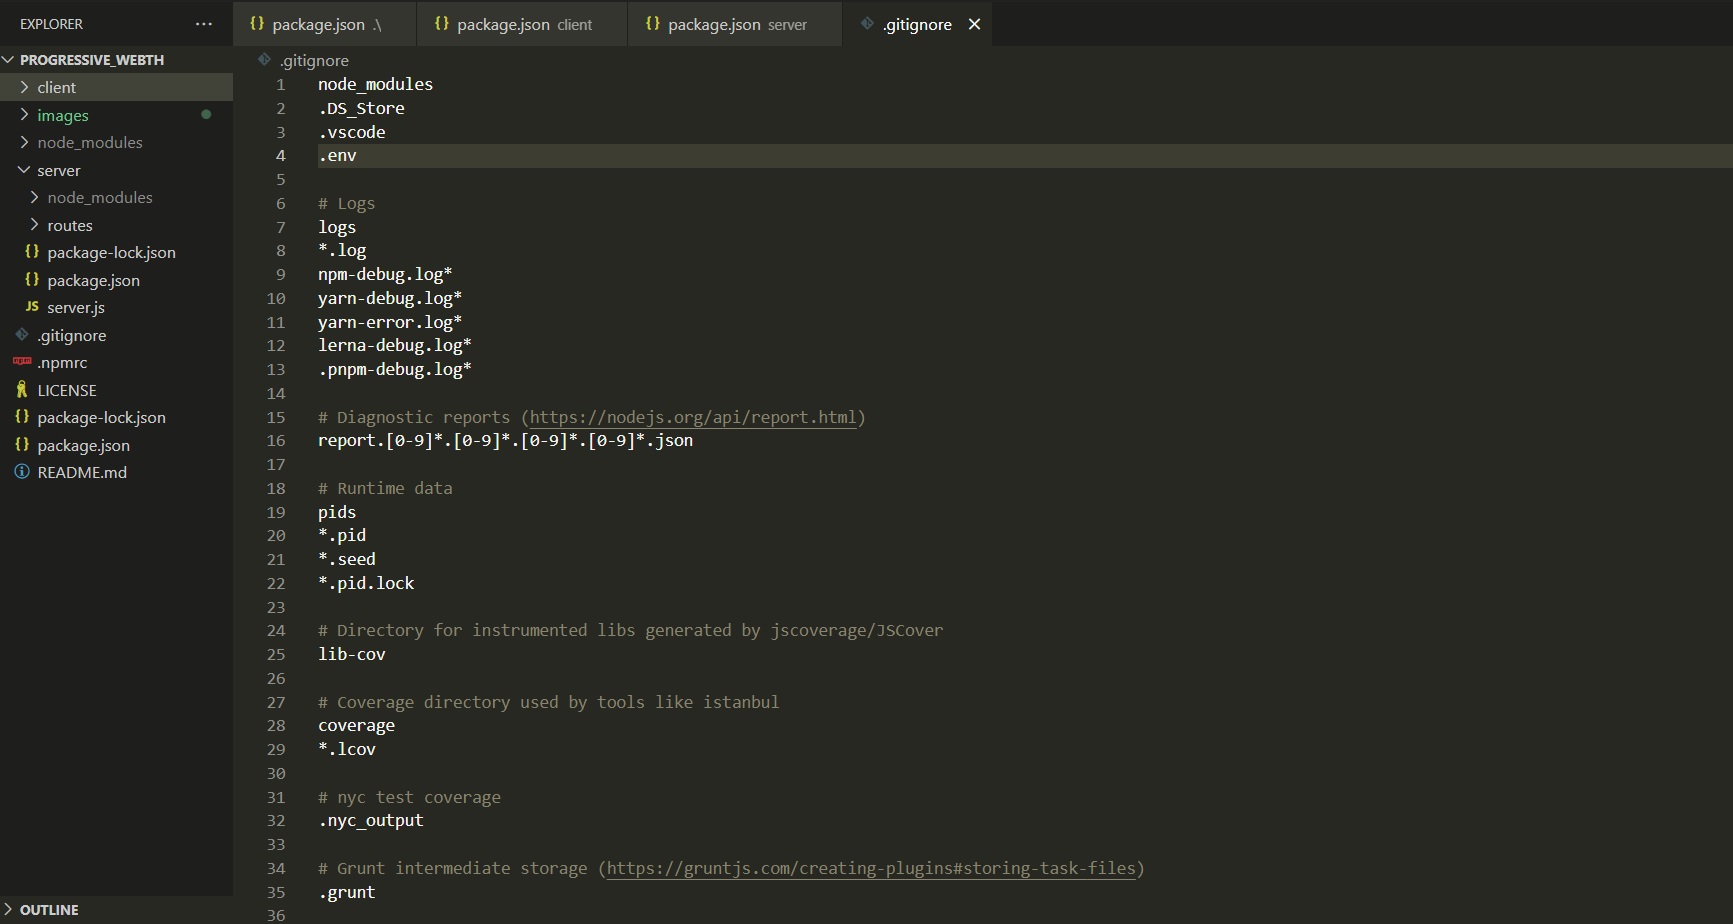 EXPLORER
PROGRESSIVE_WEBTH
client
images
node_modules
server
node_modules
routes
{} package-lock.json
{} package.json
JS server.js
.gitignore
npm .npmrc
LICENSE
{} package-lock.json
{} package.json
README.md
OUTLINE
{} package.json .\
{} package.json client
{} package.json server
.gitignore
.gitignore
1 node_modules
2 .DS_Store
3 .vscode
4 .env
5
6 # Logs
7 logs
8 *.log
9 npm-debug.log*
10 yarn-debug.log*
11 yarn-error.log*
12 lerna-debug.log*
13 .pnpm-debug.log*
14
15 # Diagnostic reports (https://nodejs.org/api/report.html)
16 report.[0-9]*.[0-9]*.[0-9]*.[0-9]*.json
17
18 # Runtime data
19 pids
20 *.pid
21 *.seed
22 *.pid.lock
23
24 # Directory for instrumented libs generated by jscoverage/JSCover
25 lib-cov
26
27 # Coverage directory used by tools like istanbul
28 coverage
29 *.lcov
30
31 # nyc test coverage
32 .nyc_output
33
34 # Grunt intermediate storage (https://gruntjs.com/creating-plugins#storing-task-files)
35 .grunt
36